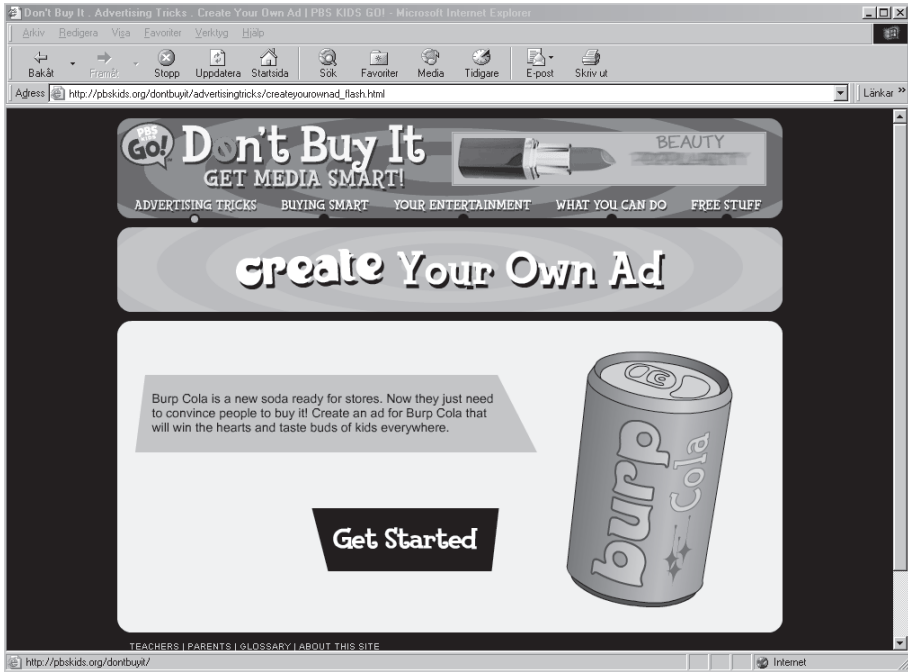 Don't Buy It . Advertising Tricks . Create Your Own Ad | PBS KIDS GO! - Microsoft Internet Explorer
Arkiv Redigera Visa Favoriter Verktyg Hjälp
Bakåt Framåt Stopp Uppdatera Startsida Sök Favoriter Media Tidigare E-post Skriv ut
Adress http://pbskids.org/dontbuyit/advertisingtricks/createyourownad_flash.html Länkar »
PBS KIDS GO! Don't Buy It
GET MEDIA SMART!
BEAUTY
ADVERTISING TRICKS BUYING SMART YOUR ENTERTAINMENT WHAT YOU CAN DO FREE STUFF
create Your Own Ad
Burp Cola is a new soda ready for stores. Now they just need
to convince people to buy it! Create an ad for Burp Cola that
will win the hearts and taste buds of kids everywhere.
burp
Cola
Get Started
TEACHERS | PARENTS | GLOSSARY | ABOUT THIS SITE
http://pbskids.org/dontbuyit/ Internet